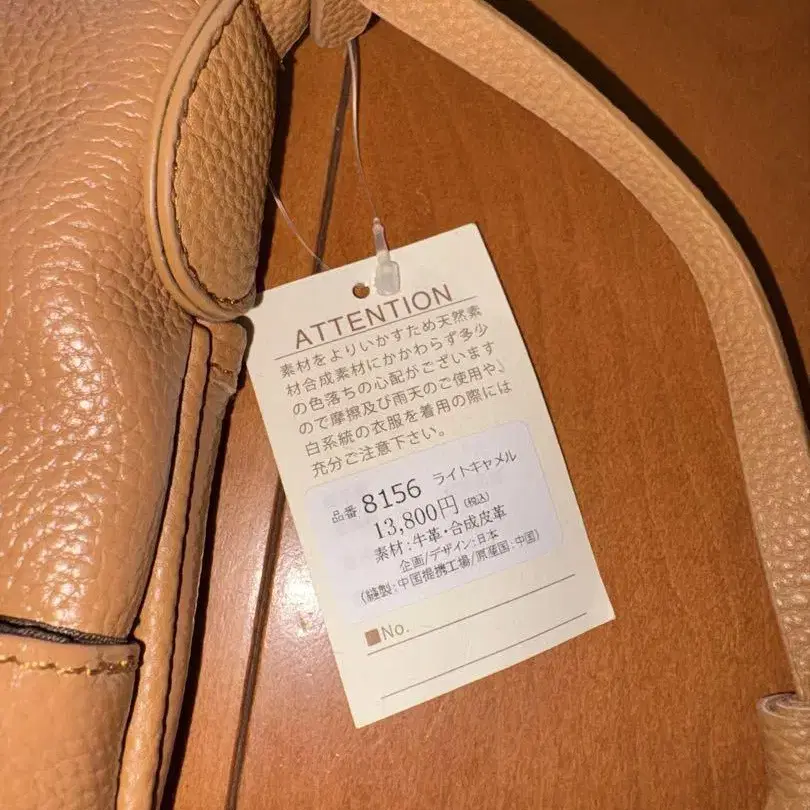 ATTENTION
素材をよりいかすため天然素
材合成素材にかかわらず多少
の色落ちの心配がございます
ので摩擦及び雨天のご使用や、
白系統の衣服を着用の際には
充分ご注意下さい。
品番 8156 ライトキャメル
13,800円(税込)
素材:牛革・合成皮革
企画/デザイン:日本
(縫製:中国提携工場/原産国:中国)
■No.